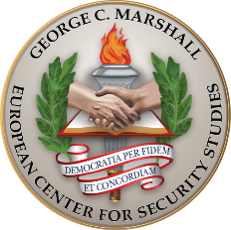 GEORGE C. MARSHALL
EUROPEAN CENTER FOR SECURITY STUDIES
DEMOCRATIA PER FIDEM
ET CONCORDIAM